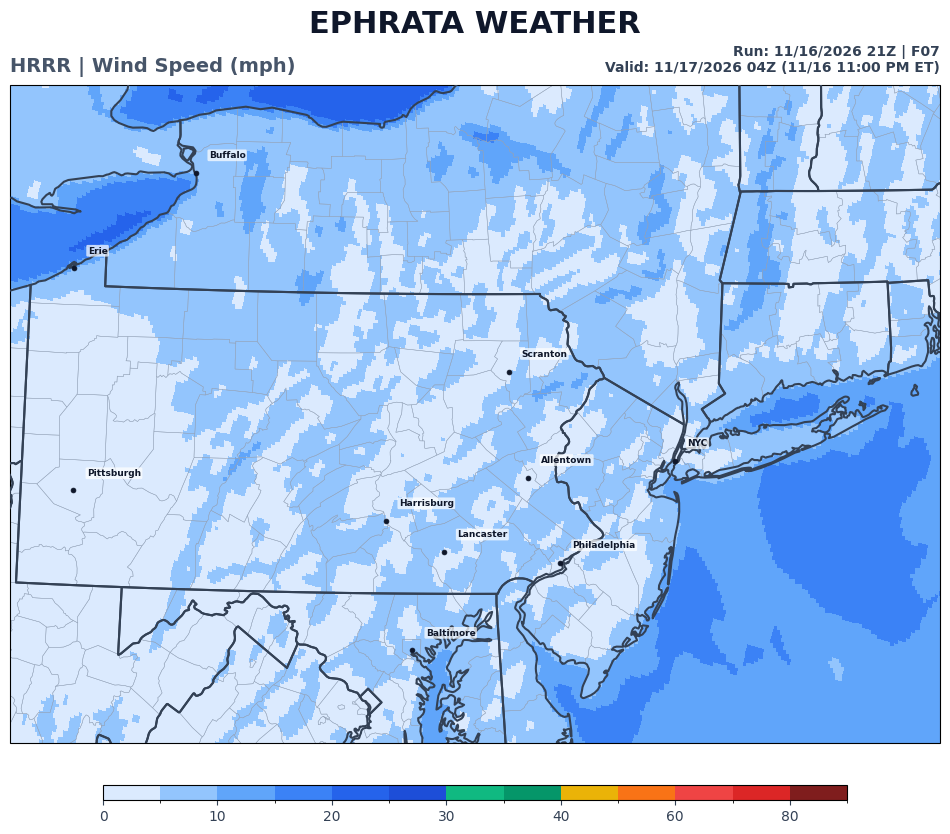 EPHRATA WEATHER
HRRR | Wind Speed (mph)
Run: 11/16/2026 21Z | F07
Valid: 11/17/2026 04Z (11/16 11:00 PM ET)
Buffalo
Erie
Scranton
NYC
Allentown
Pittsburgh
Harrisburg
Lancaster
Philadelphia
Baltimore
0 10 20 30 40 60 80